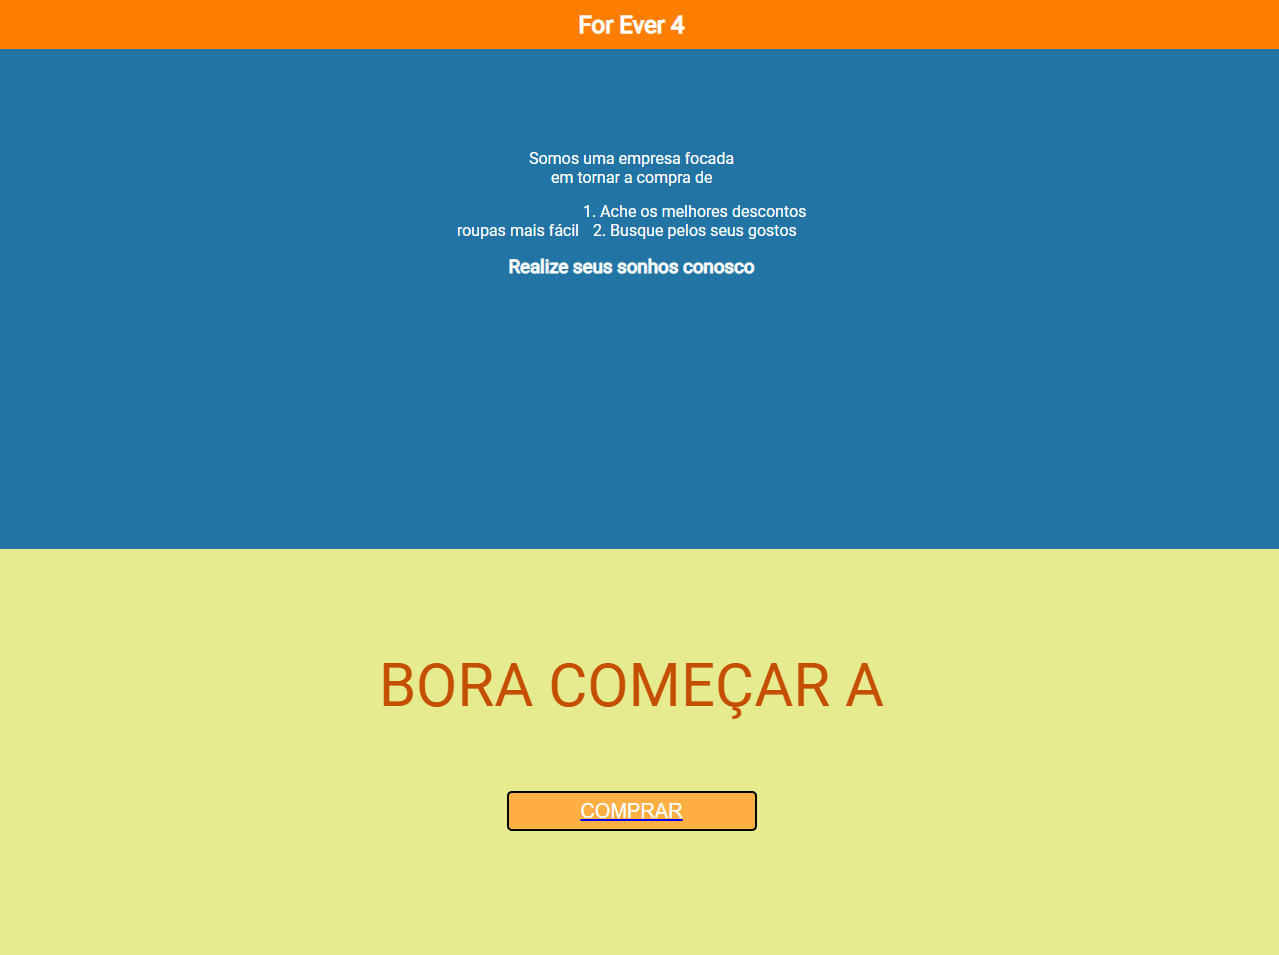 For Ever 4
Somos uma empresa focada
em tornar a compra de
roupas mais fácil
1. Ache os melhores descontos
2. Busque pelos seus gostos
Realize seus sonhos conosco
BORA COMEÇAR A
COMPRAR